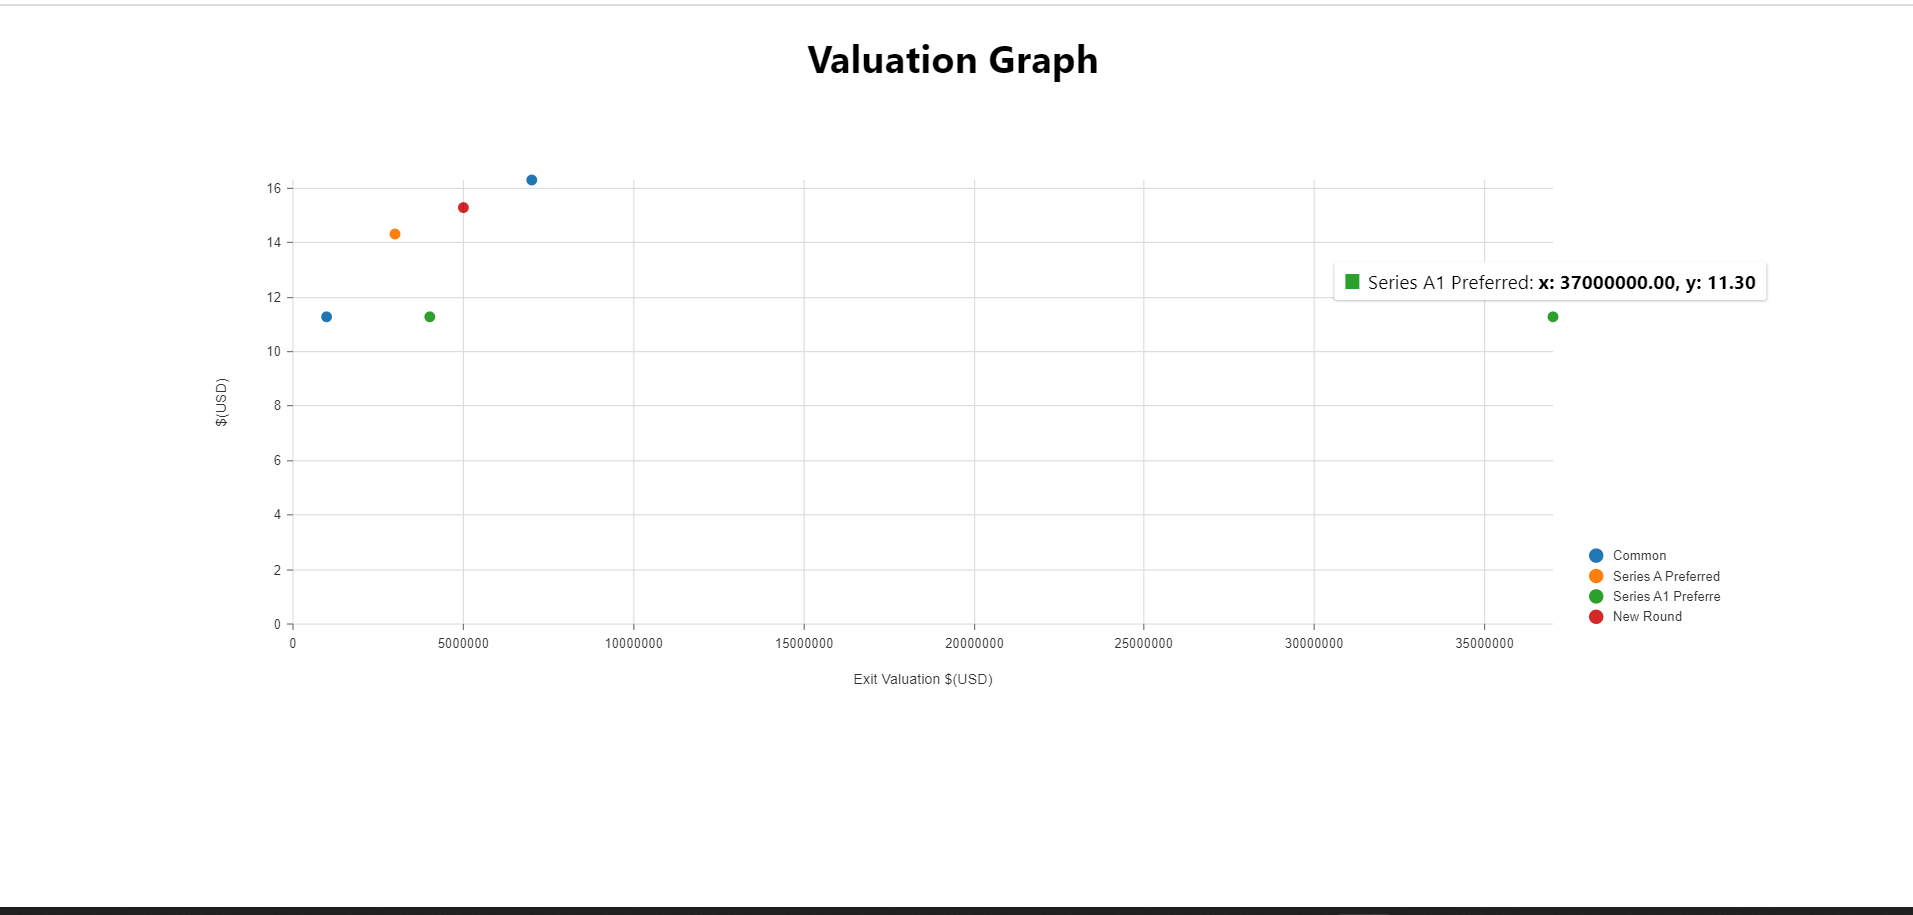 Valuation Graph
16
14
12
10
8
6
4
2
0
$(USD)
Series A1 Preferred: x: 37000000.00, y: 11.30
Common
Series A Preferred
Series A1 Preferre
New Round
0 5000000 10000000 15000000 20000000 25000000 30000000 35000000
Exit Valuation $(USD)